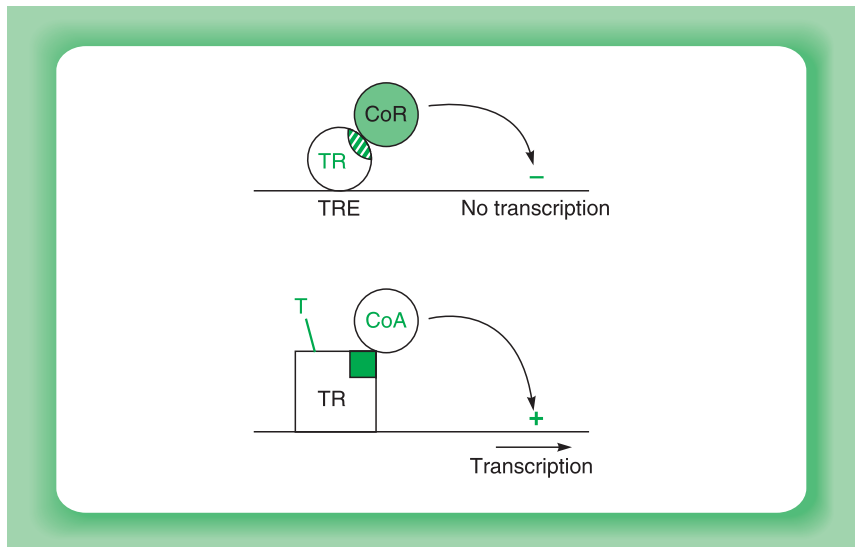 CoR
TR
–
TRE
No transcription
T
CoA
TR
+
Transcription